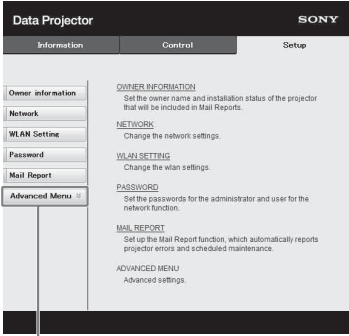 Data Projector
SONY
Information
Control
Setup
Owner information
Network
WLAN Setting
Password
Mail Report
Advanced Menu
OWNER INFORMATION
Set the owner name and installation status of the projector
that will be included in Mail Reports.
NETWORK
Change the network settings.
WLAN SETTING
Change the wlan settings.
PASSWORD
Set the passwords for the administrator and user for the
network function.
MAIL REPORT
Set up the Mail Report function, which automatically reports
projector errors and scheduled maintenance.
ADVANCED MENU
Advanced settings.